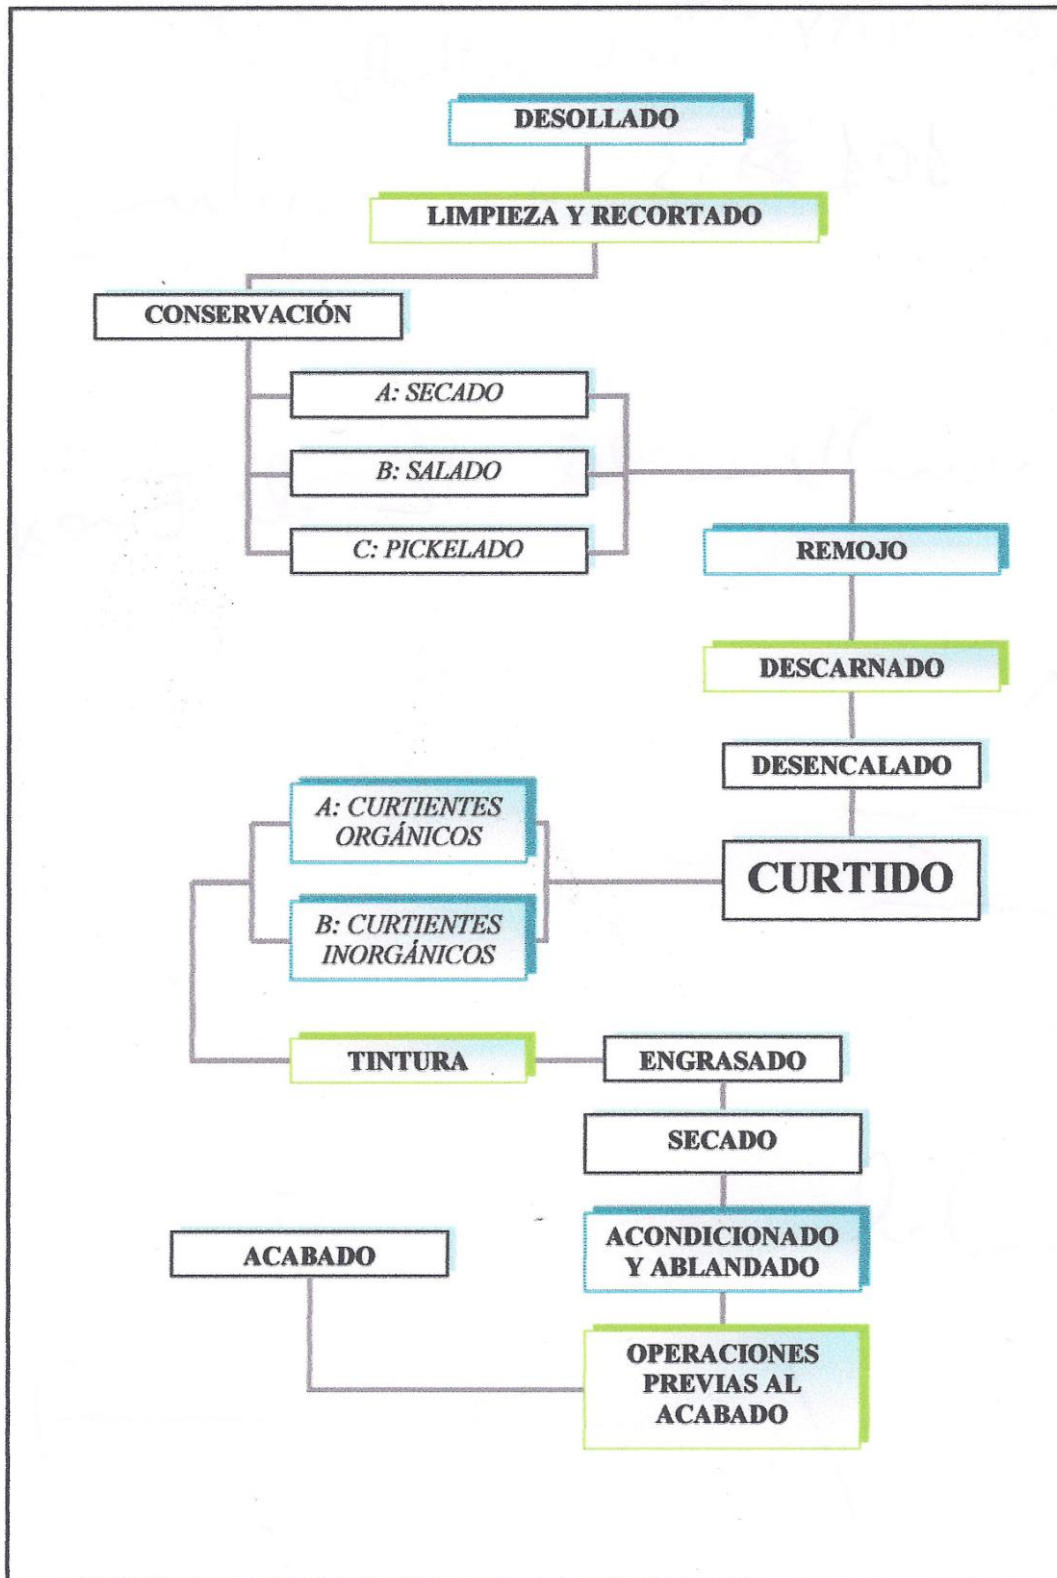 DESOLLADO
LIMPIEZA Y RECORTADO
CONSERVACIÓN
A: SECADO
B: SALADO
C: PICKELADO
REMOJO
DESCARNADO
DESENCALADO
CURTIDO
A: CURTIENTES
ORGÁNICOS
B: CURTIENTES
INORGÁNICOS
TINTURA
ENGRASADO
SECADO
ACONDICIONADO
Y ABLANDADO
OPERACIONES
PREVIAS AL
ACABADO
ACABADO